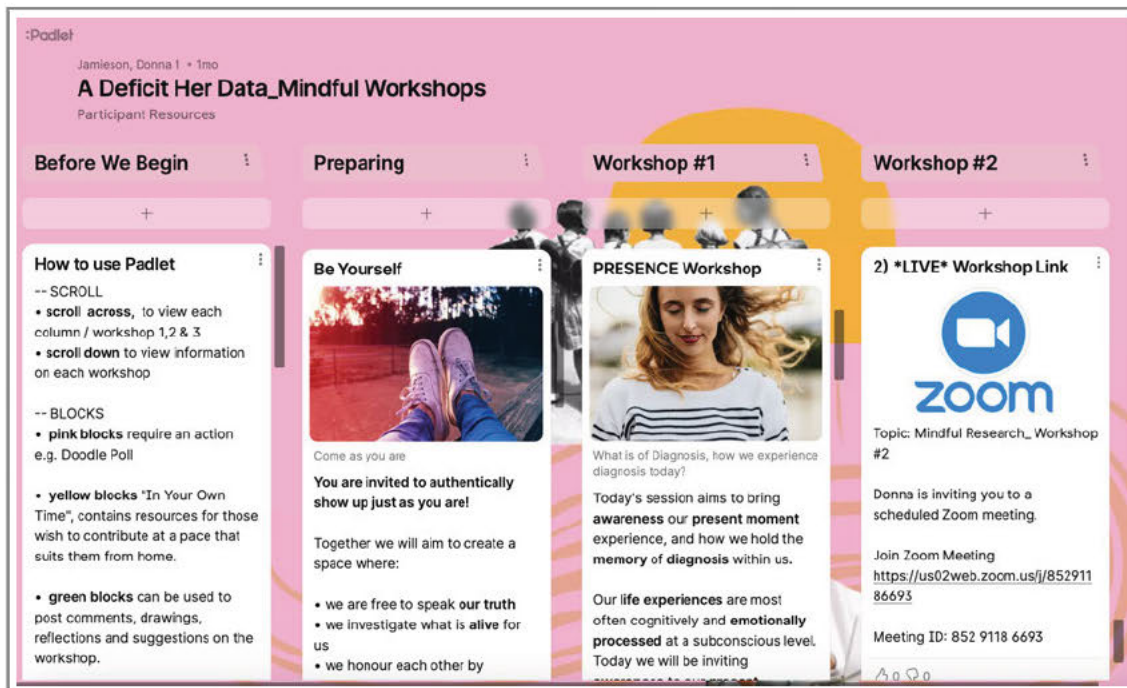 :Padlet
Jamieson, Donna 1 • 1mo
A Deficit Her Data_Mindful Workshops
Participant Resources
Before We Begin
How to use Padlet
-- SCROLL
• scroll across, to view each
column / workshop 1,2 & 3
• scroll down to view information
on each workshop
-- BLOCKS
• pink blocks require an action
e.g. Doodle Poll
• yellow blocks "In Your Own
Time", contains resources for those
wish to contribute at a pace that
suits them from home.
• green blocks can be used to
post comments, drawings,
reflections and suggestions on the
workshop.
Preparing
Be Yourself
Come as you are
You are invited to authentically
show up just as you are!
Together we will aim to create a
space where:
• we are free to speak our truth
• we investigate what is alive for
us
• we honour each other by
Workshop #1
PRESENCE Workshop
What is of Diagnosis, how we experience
diagnosis today?
Today's session aims to bring
awareness our present moment
experience, and how we hold the
memory of diagnosis within us.
Our life experiences are most
often cognitively and emotionally
processed at a subconscious level.
Today we will be inviting
awareness to our present
Workshop #2
2) *LIVE* Workshop Link
zoom
Topic: Mindful Research_ Workshop
#2
Donna is inviting you to a
scheduled Zoom meeting.
Join Zoom Meeting
https://us02web.zoom.us/j/852911
86693
Meeting ID: 852 9118 6693
0 0